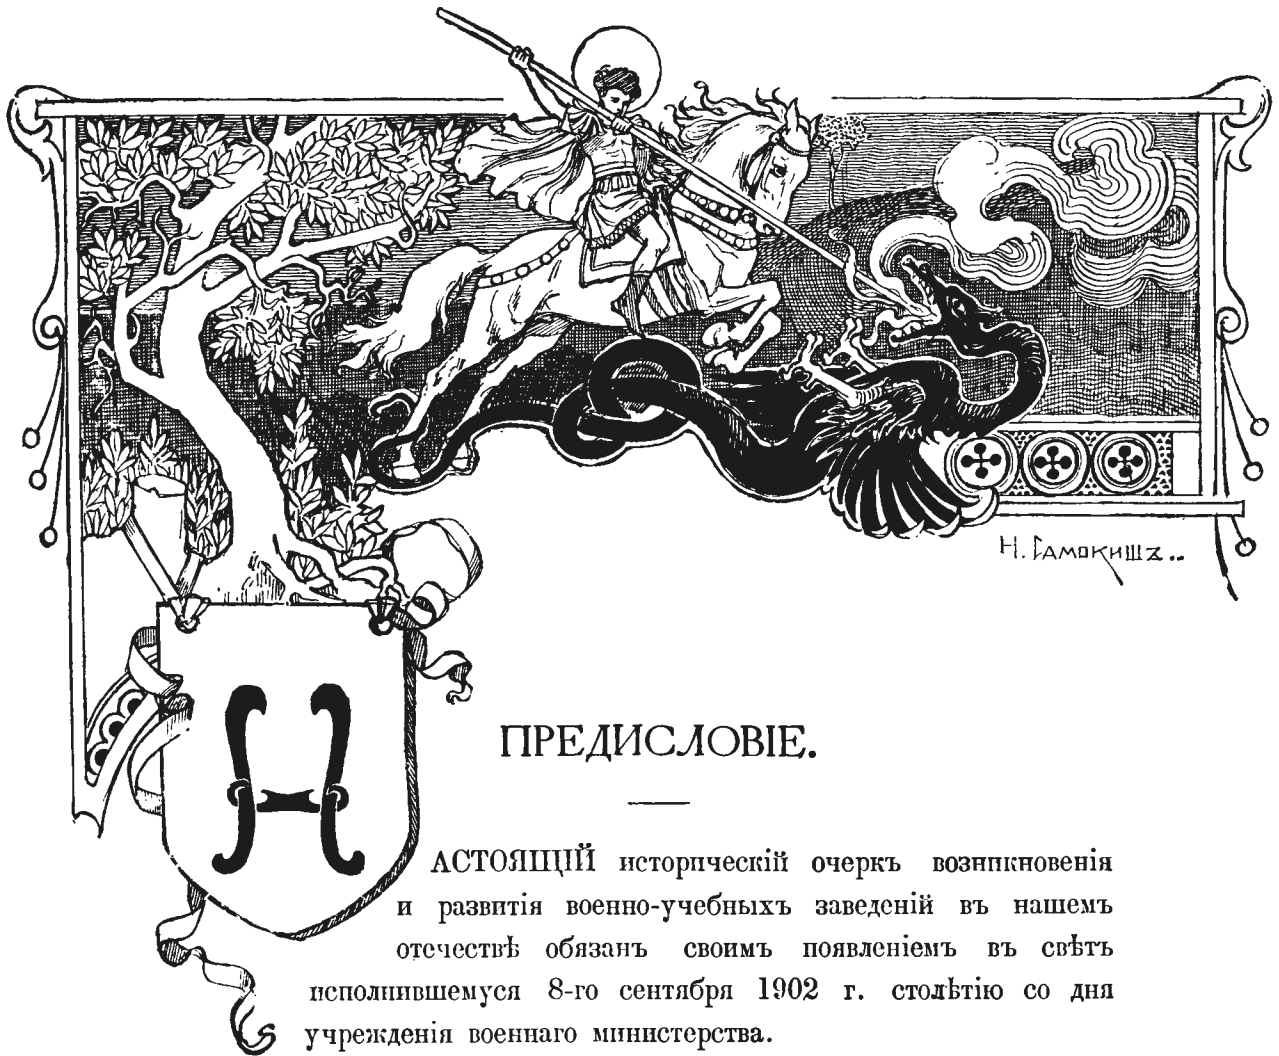 Н. Самокишъ..
ПРЕДИСЛОВІЕ.
НАСТОЯЩІЙ историческій очеркъ возникновенія
и развитія военно-учебныхъ заведеній въ нашемъ
отечествѣ обязанъ своимъ появленіемъ въ свѣтъ
исполнившемуся 8-го сентября 1902 г. столѣтію со дня
учрежденія военнаго министерства.